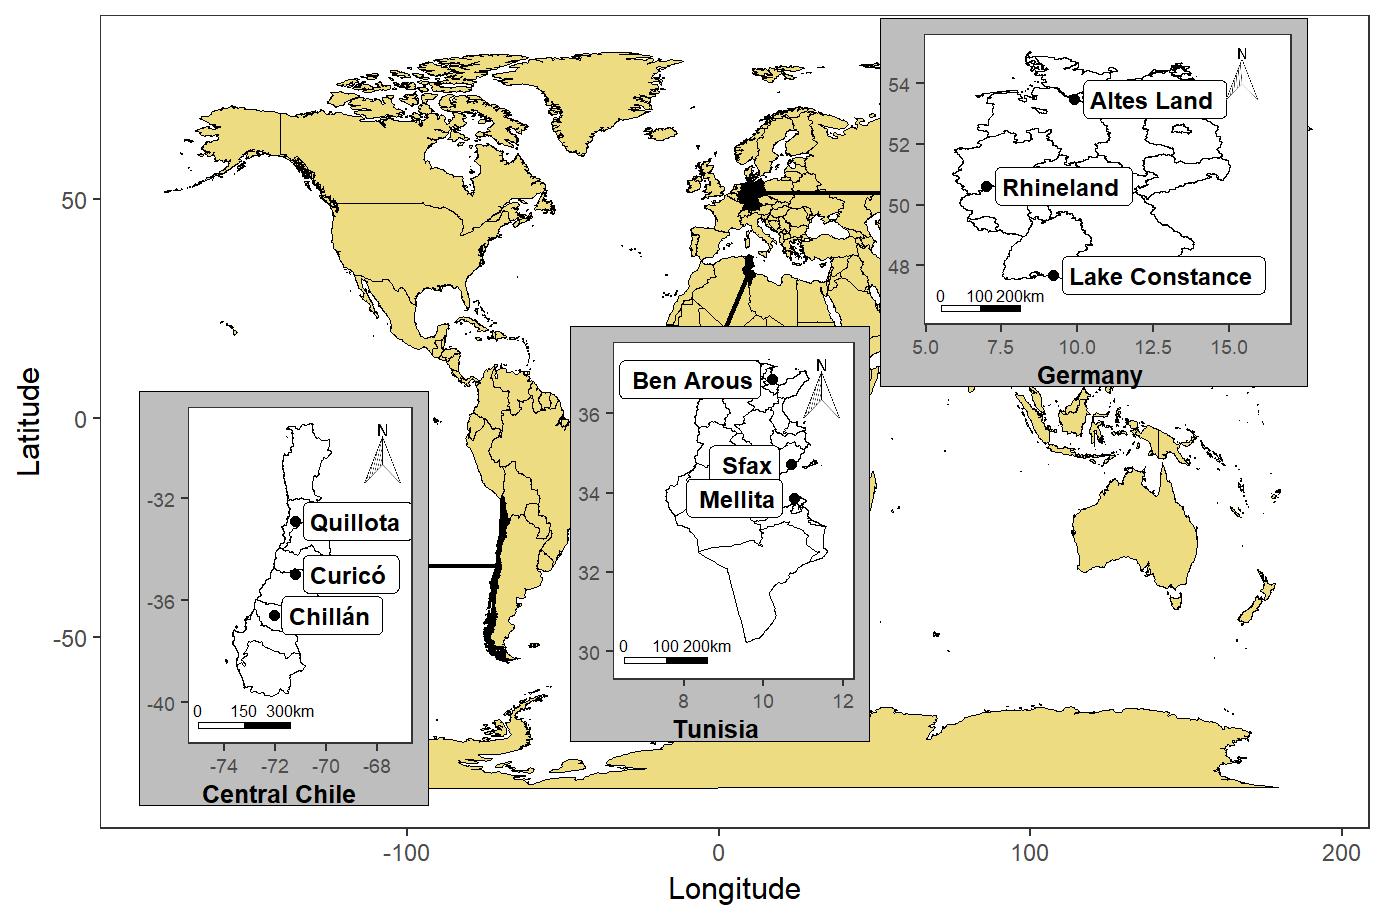 Latitude
50
0
-50
-100
0
100
200
Longitude
N
Altes Land
Rhineland
Lake Constance
0 100 200km
54
52
50
48
5.0
7.5
10.0
12.5
15.0
Germany
N
Ben Arous
Sfax
Mellita
0 100 200km
36
34
32
30
8
10
12
Tunisia
N
Quillota
Curicó
Chillán
0 150 300km
-32
-36
-40
-74
-72
-70
-68
Central Chile